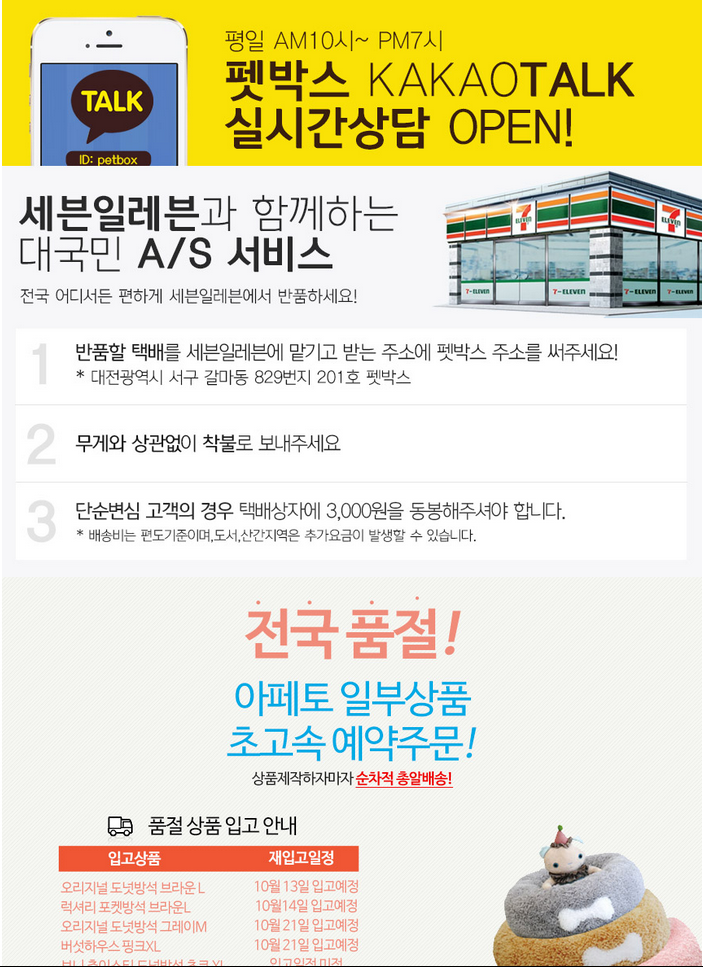 평일 AM10시~ PM7시
펫박스 KAKAOTALK
실시간상담 OPEN!
TALK
ID: petbox
세븐일레븐과 함께하는
대국민 A/S 서비스
전국 어디서든 편하게 세븐일레븐에서 반품하세요!
7 ELEVEN
7 ELEVEN
7-ELEVEN
7-ELEVEN
7-ELEVEN
7-ELEVEN
1
반품할 택배를 세븐일레븐에 맡기고 받는 주소에 펫박스 주소를 써주세요!
* 대전광역시 서구 갈마동 829번지 201호 펫박스
2
무게와 상관없이 착불로 보내주세요
3
단순변심 고객의 경우 택배상자에 3,000원을 동봉해주셔야 합니다.
* 배송비는 편도기준이며,도서,산간지역은 추가요금이 발생할 수 있습니다.
전국 품절!
아페토 일부상품
초고속 예약주문!
상품제작하자마자 순차적 총알배송!
품절 상품 입고 안내
입고상품 재입고일정
오리지널 도넛방석 브라운 L 10월 13일 입고예정
럭셔리 포켓방석 브라운L 10월14일 입고예정
오리지널 도넛방석 그레이M 10월 21일 입고예정
버섯하우스 핑크XL 10월 21일 입고예정
입고일정 미정